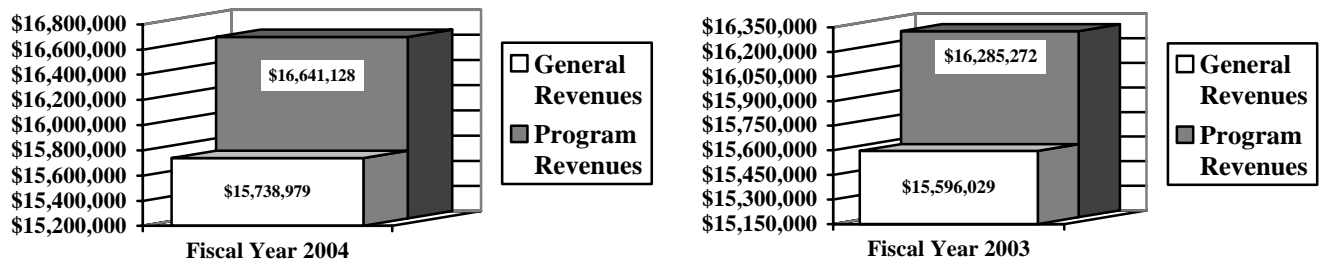 $16,800,000
$16,600,000
$16,400,000
$16,200,000
$16,000,000
$15,800,000
$15,600,000
$15,400,000
$15,200,000
$16,641,128
$15,738,979
Fiscal Year 2004
General
Revenues
Program
Revenues
$16,350,000
$16,200,000
$16,050,000
$15,900,000
$15,750,000
$15,600,000
$15,450,000
$15,300,000
$15,150,000
$16,285,272
$15,596,029
Fiscal Year 2003
General
Revenues
Program
Revenues